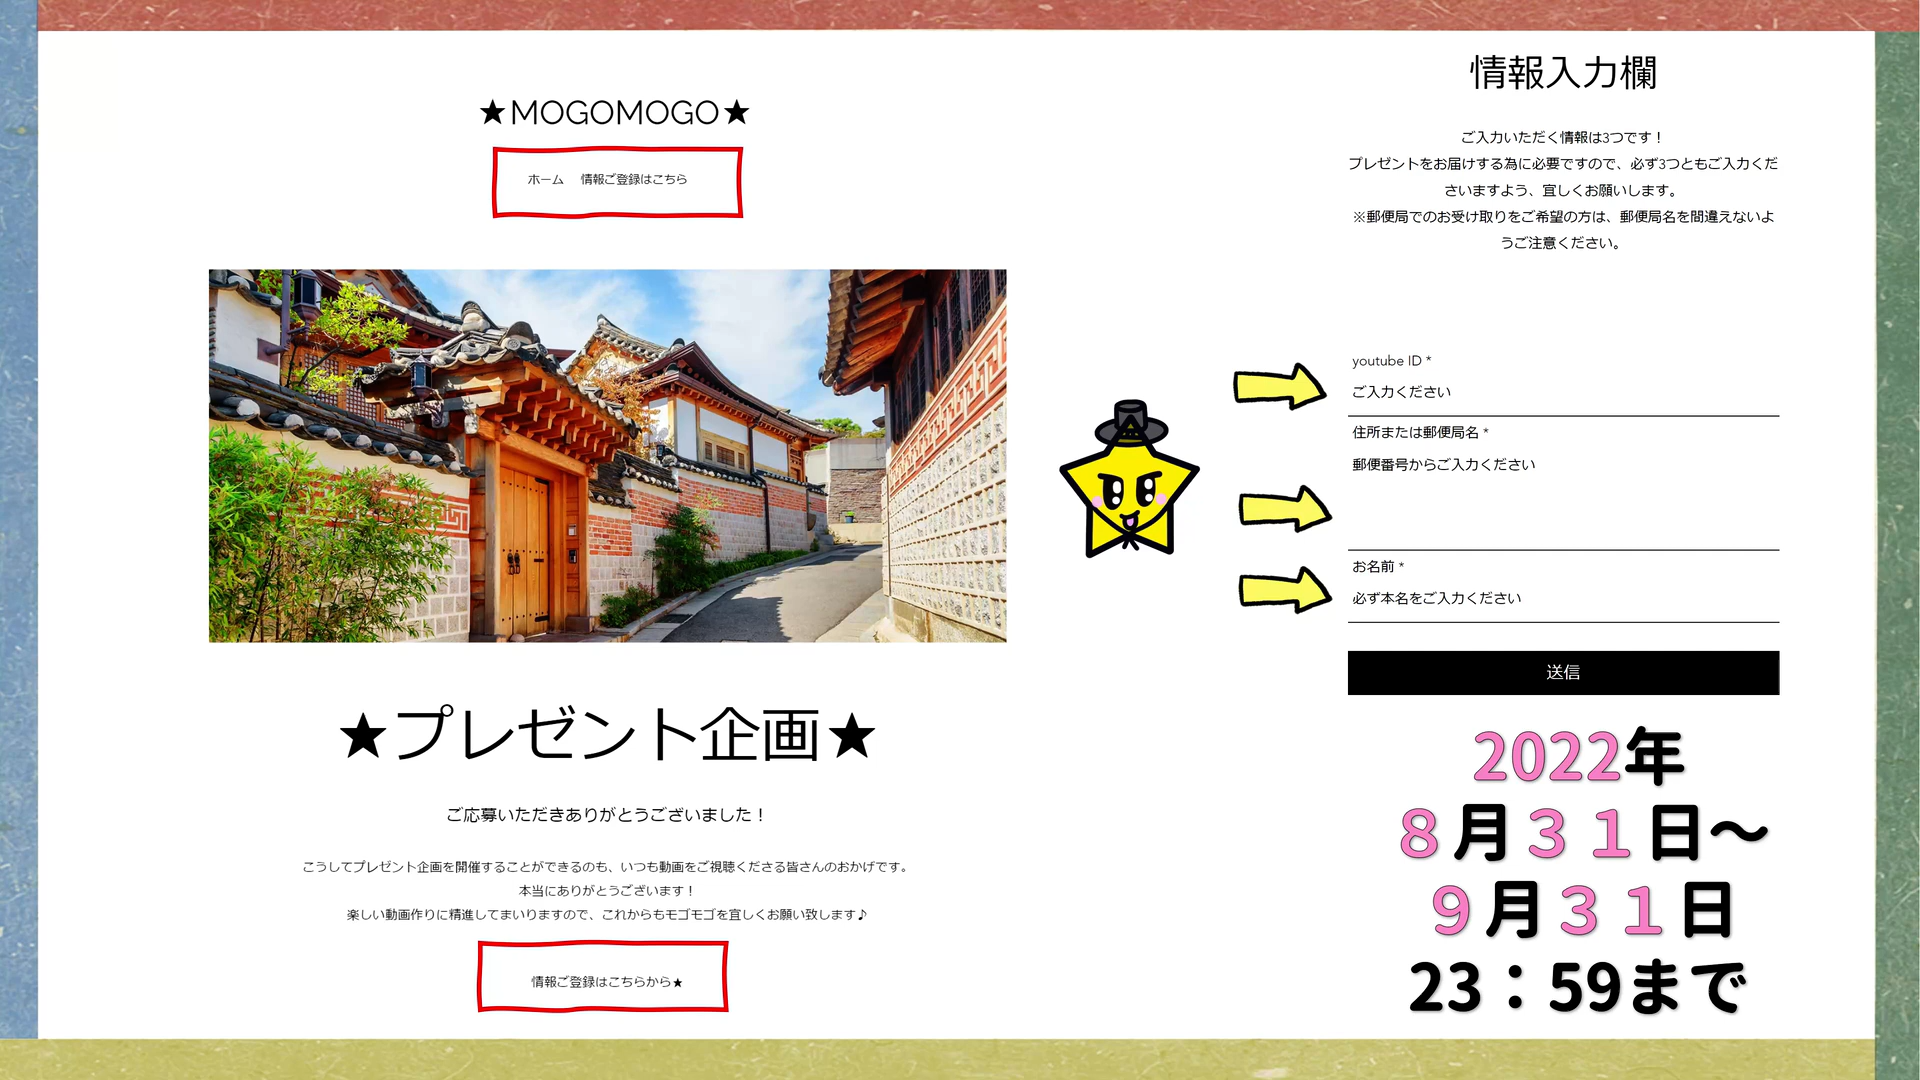 ★MOGOMOGO★
ホーム 情報ご登録はこちら
★プレゼント企画★
ご応募いただきありがとうございました！
こうしてプレゼント企画を開催することができるのも、いつも動画をご視聴くださる皆さんのおかげです。
本当にありがとうございます！
楽しい動画作りに精進してまいりますので、これからもモゴモゴを宜しくお願い致します♪
情報ご登録はこちらから★
情報入力欄
ご入力いただく情報は3つです！
プレゼントをお届けする為に必要ですので、必ず3つともご入力くだ
さいますよう、宜しくお願いします。
※郵便局でのお受け取りをご希望の方は、郵便局名を間違えないよ
うご注意ください。
youtube ID *
ご入力ください
住所または郵便局名 *
郵便番号からご入力ください
お名前 *
必ず本名をご入力ください
送信
2022年
８月３１日〜
９月３１日
23：59まで